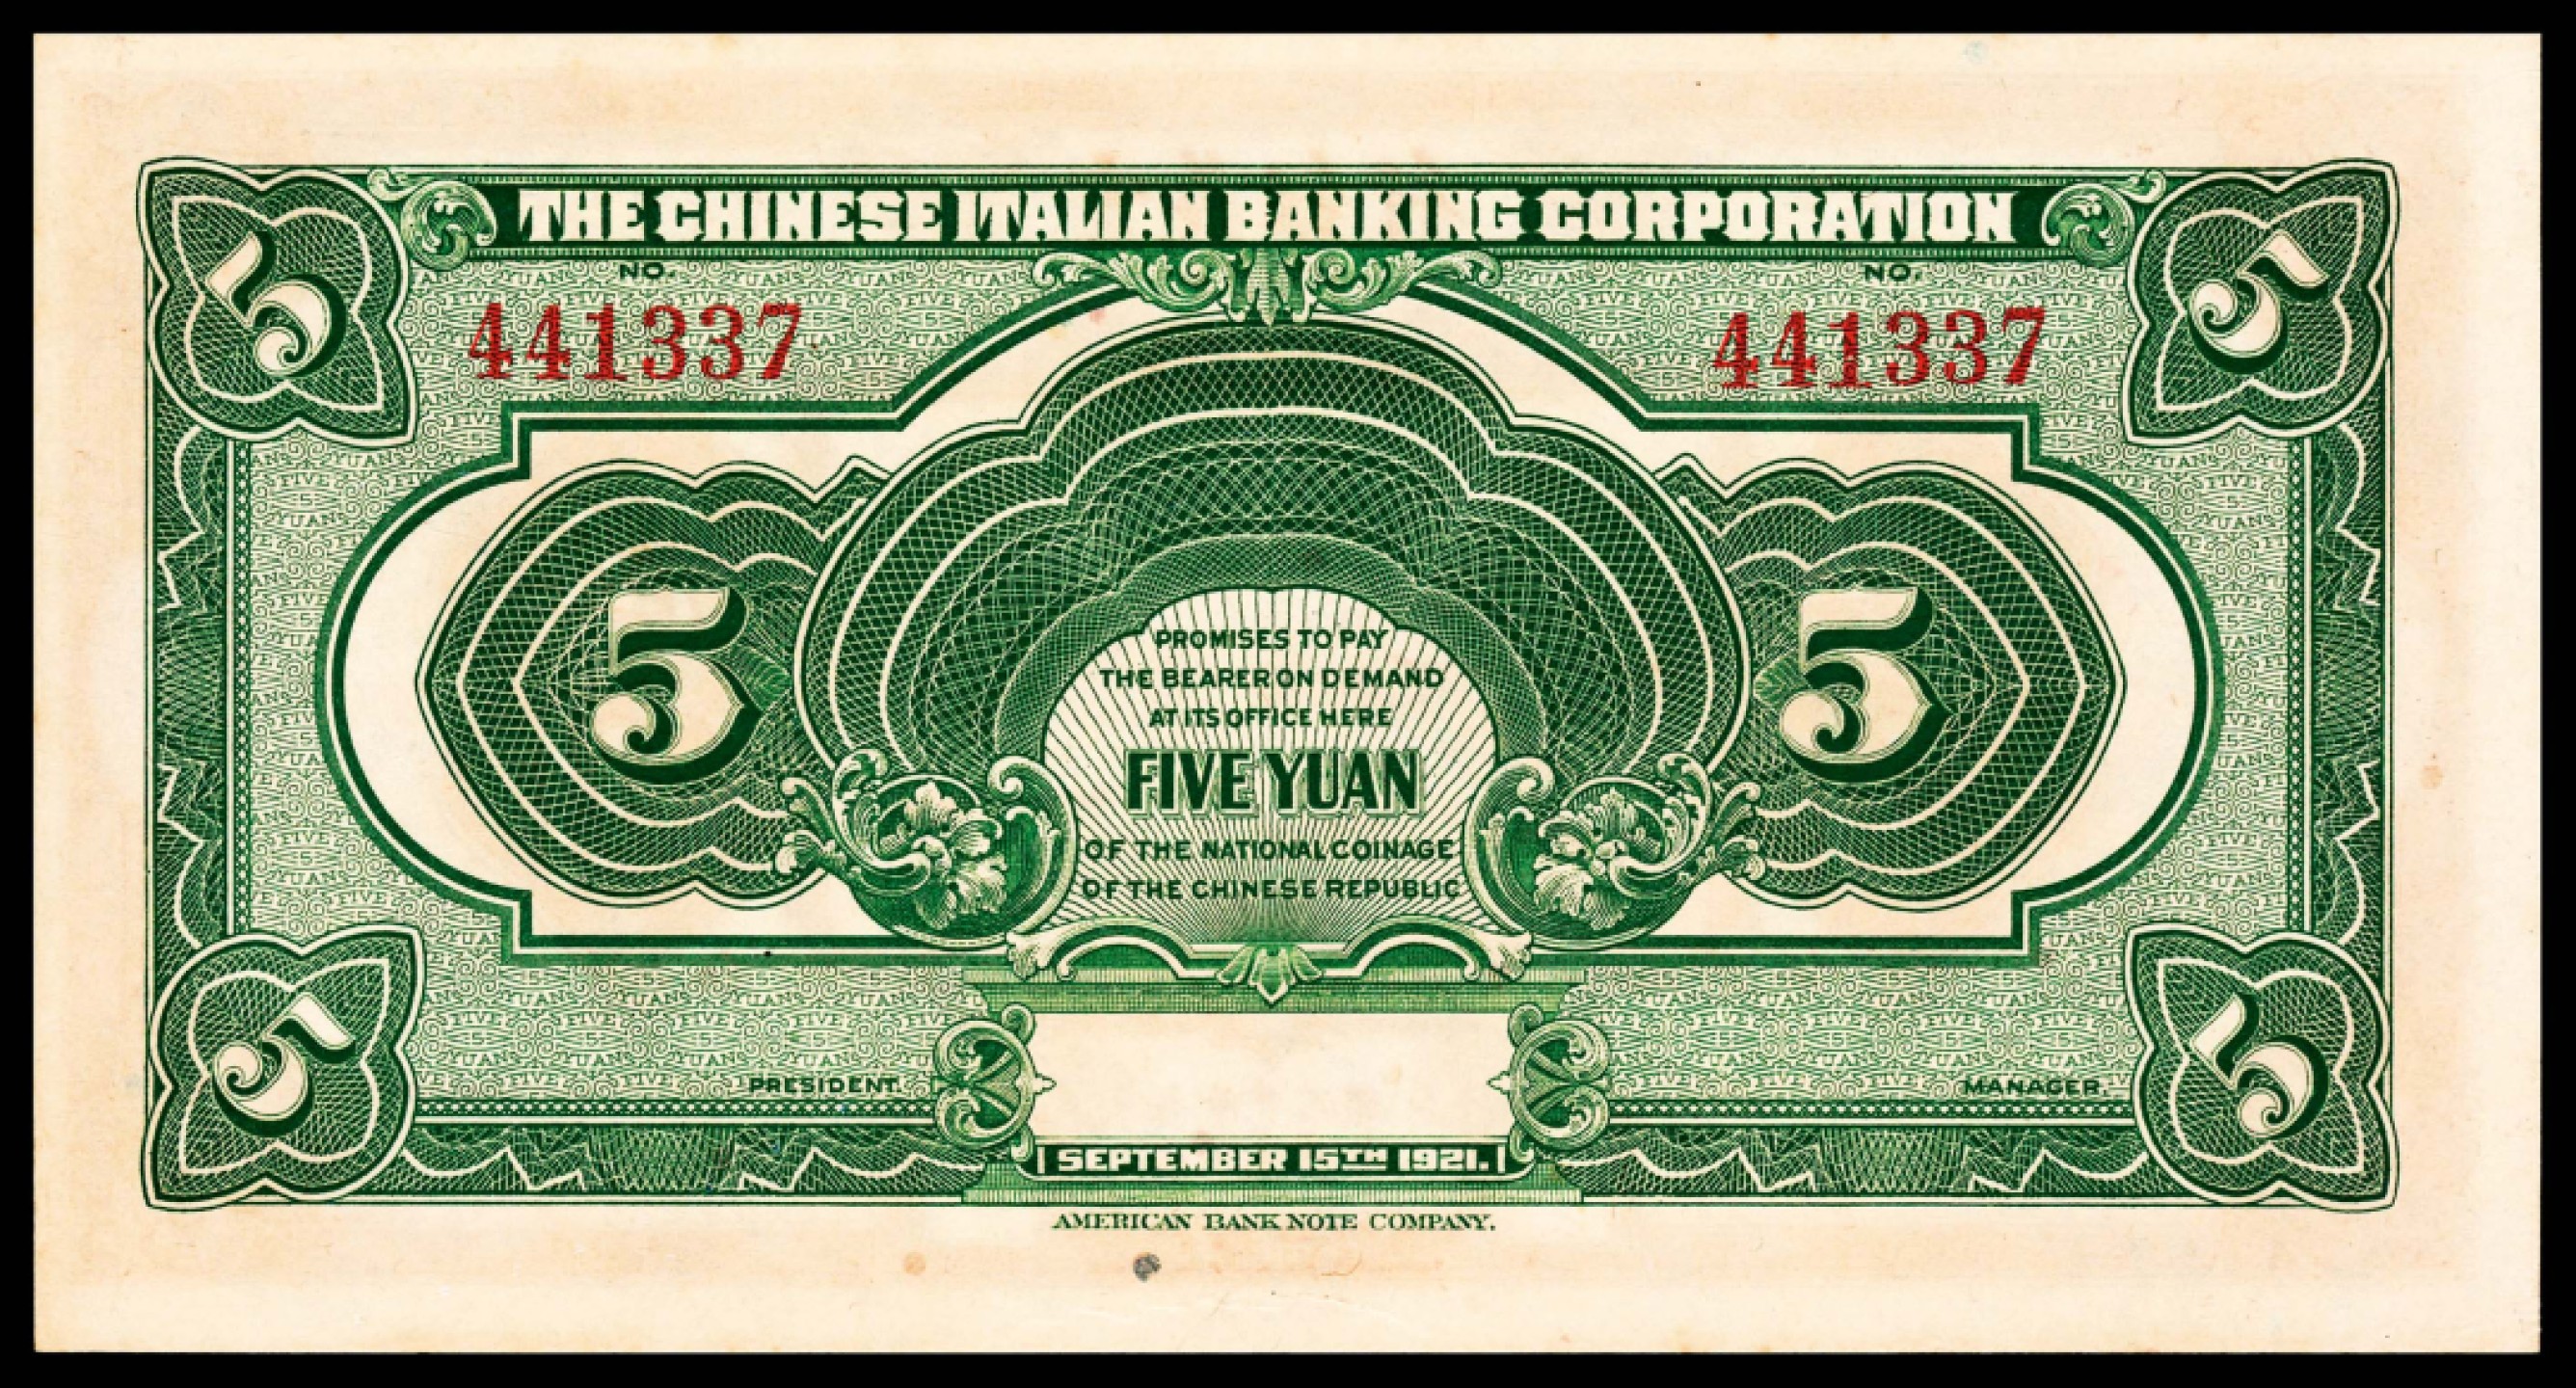 THE CHINESE ITALIAN BANKING CORPORATION
5
5
NO.
NO.
441337
441337
PROMISES TO PAY
THE BEARER ON DEMAND
AT ITS OFFICE HERE
5
5
FIVE YUAN
OF THE NATIONAL COINAGE
OF THE CHINESE REPUBLIC
5
5
PRESIDENT.
MANAGER.
SEPTEMBER 15TH 1921.
AMERICAN BANK NOTE COMPANY.